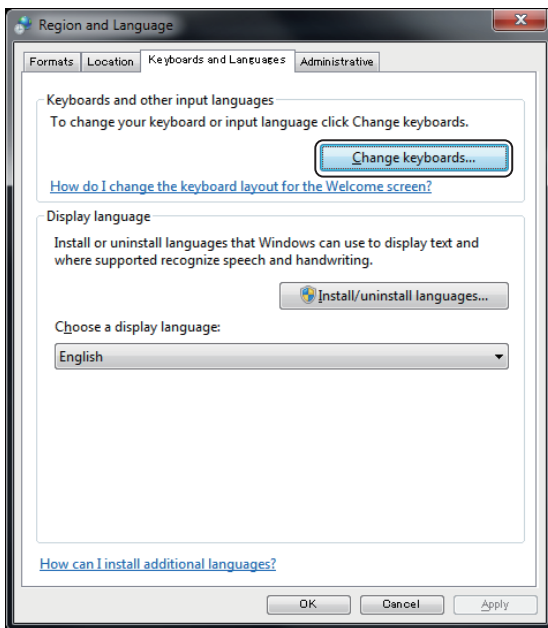 Region and Language
Formats Location Keyboards and Languages Administrative
Keyboards and other input languages
To change your keyboard or input language click Change keyboards.
Change keyboards...
How do I change the keyboard layout for the Welcome screen?
Display language
Install or uninstall languages that Windows can use to display text and
where supported recognize speech and handwriting.
Install/uninstall languages...
Choose a display language:
English
How can I install additional languages?
OK Cancel Apply